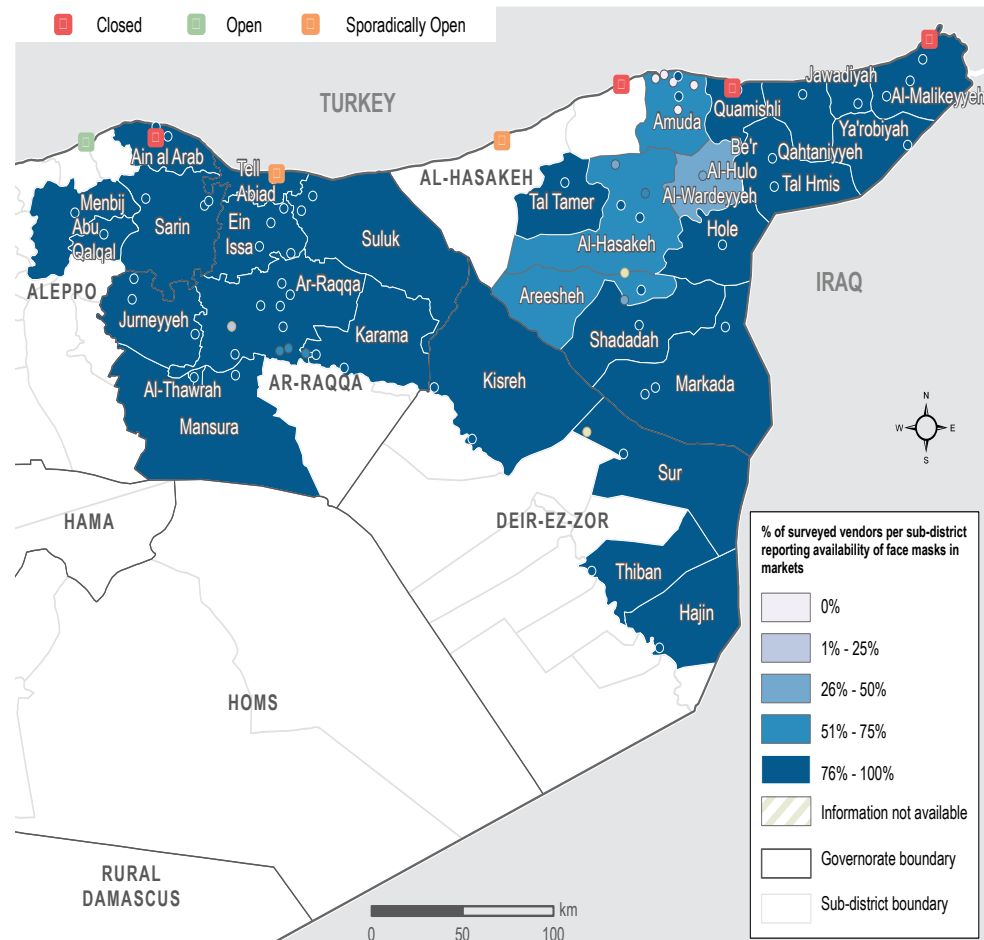 Closed
Open
Sporadically Open
TURKEY
Jawadiyah
Al-Malikeyyeh
Quamishli
Amuda
Ya'robiyah
Ain al Arab
Be'r
Al-Hulo
Al-Wardeyyeh
Qahtaniyyeh
Tell
Abiad
AL-HASAKEH
Tal Hmis
Menbij
Tal Tamer
Abu
Qalqal
Sarin
Ein
Issa
Suluk
Hole
Al-Hasakeh
IRAQ
ALEPPO
Ar-Raqqa
Areesheh
Jurneyyeh
Karama
Shadadah
AR-RAQQA
Kisreh
Markada
Al-Thawrah
Mansura
Sur
HAMA
DEIR-EZ-ZOR
Thiban
Hajin
HOMS
RURAL
DAMASCUS
N
W
E
S
% of surveyed vendors per sub-district
reporting availability of face masks in
markets
0%
1% - 25%
26% - 50%
51% - 75%
76% - 100%
Information not available
Governorate boundary
Sub-district boundary
km
0 50 100